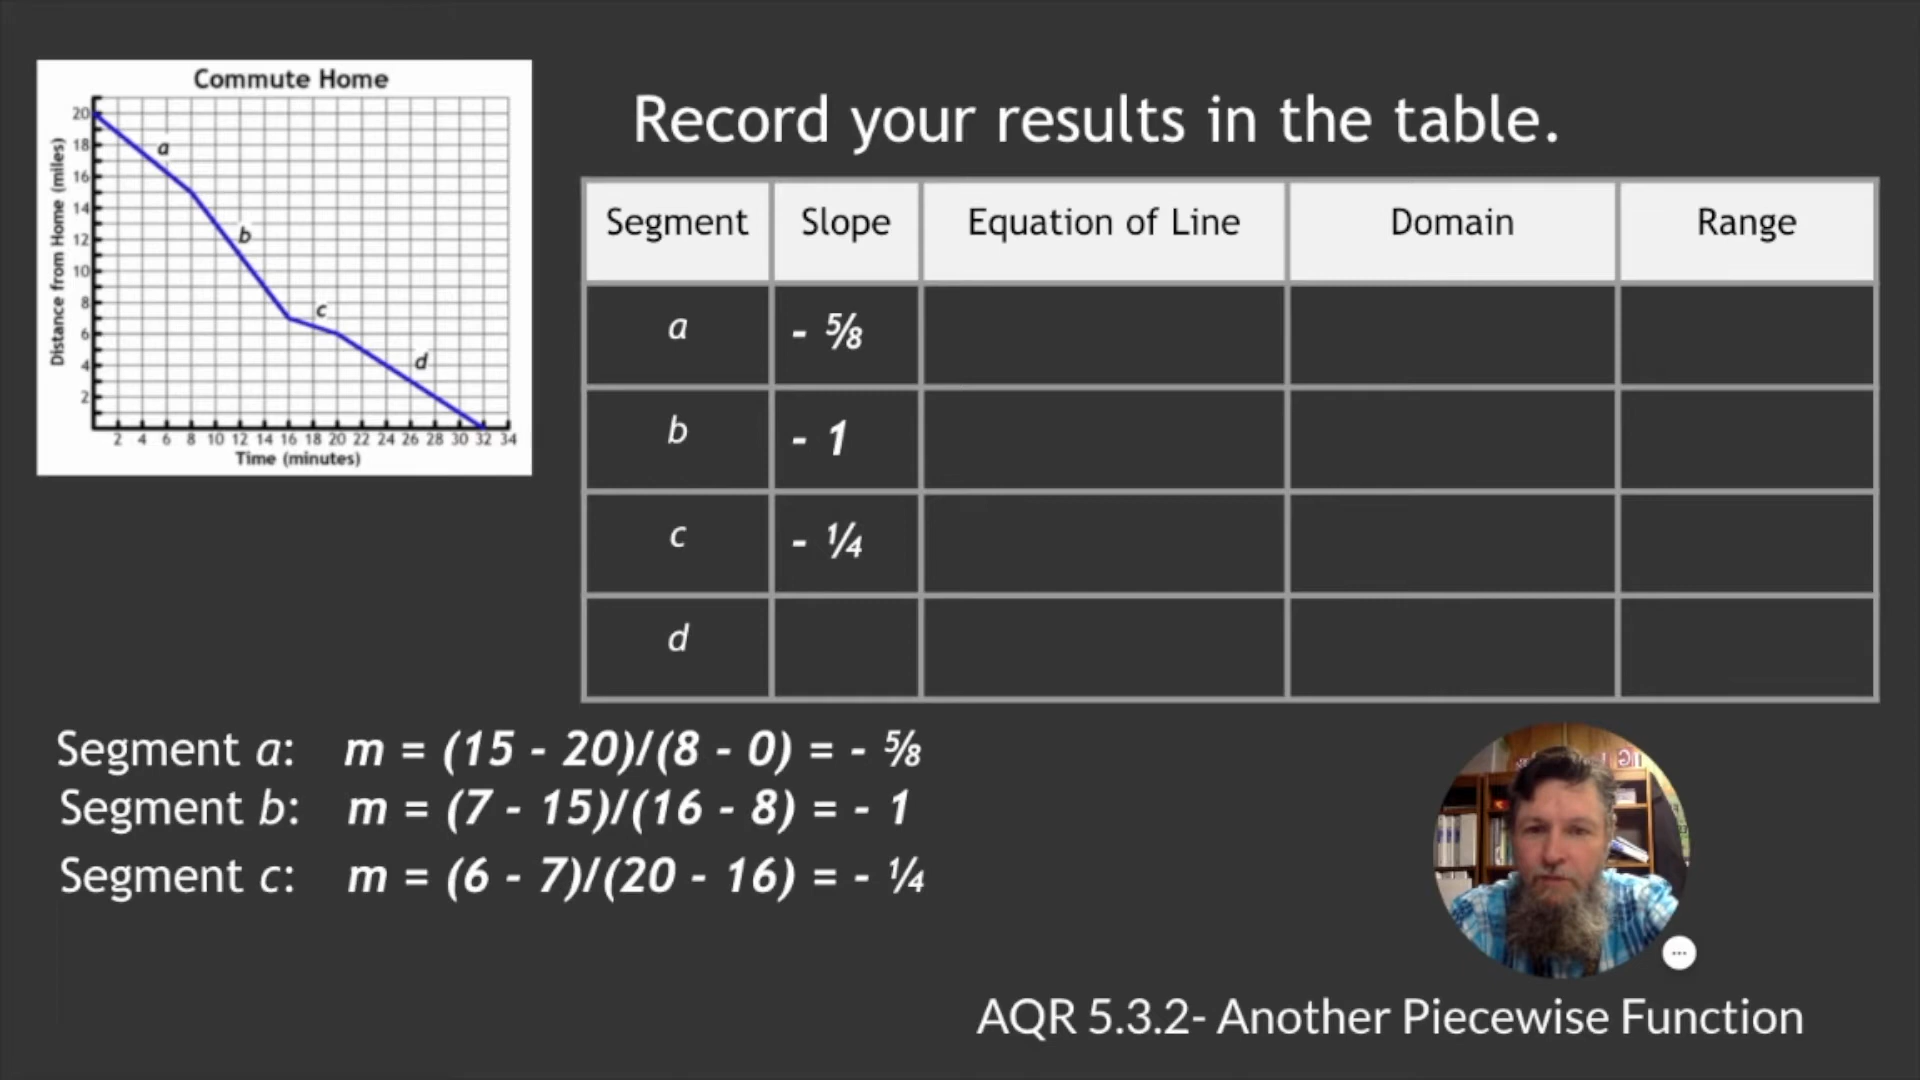 Commute Home
Distance from Home (miles)
20
18
16
14
12
10
8
6
4
2
a
b
c
d
2 4 6 8 10 12 14 16 18 20 22 24 26 28 30 32 34
Time (minutes)
Record your results in the table.
Segment Slope Equation of Line Domain Range
a - ⅝
b - 1
c - ¼
d
Segment a: m = (15 - 20)/(8 - 0) = - ⅝
Segment b: m = (7 - 15)/(16 - 8) = - 1
Segment c: m = (6 - 7)/(20 - 16) = - ¼
AQR 5.3.2- Another Piecewise Function